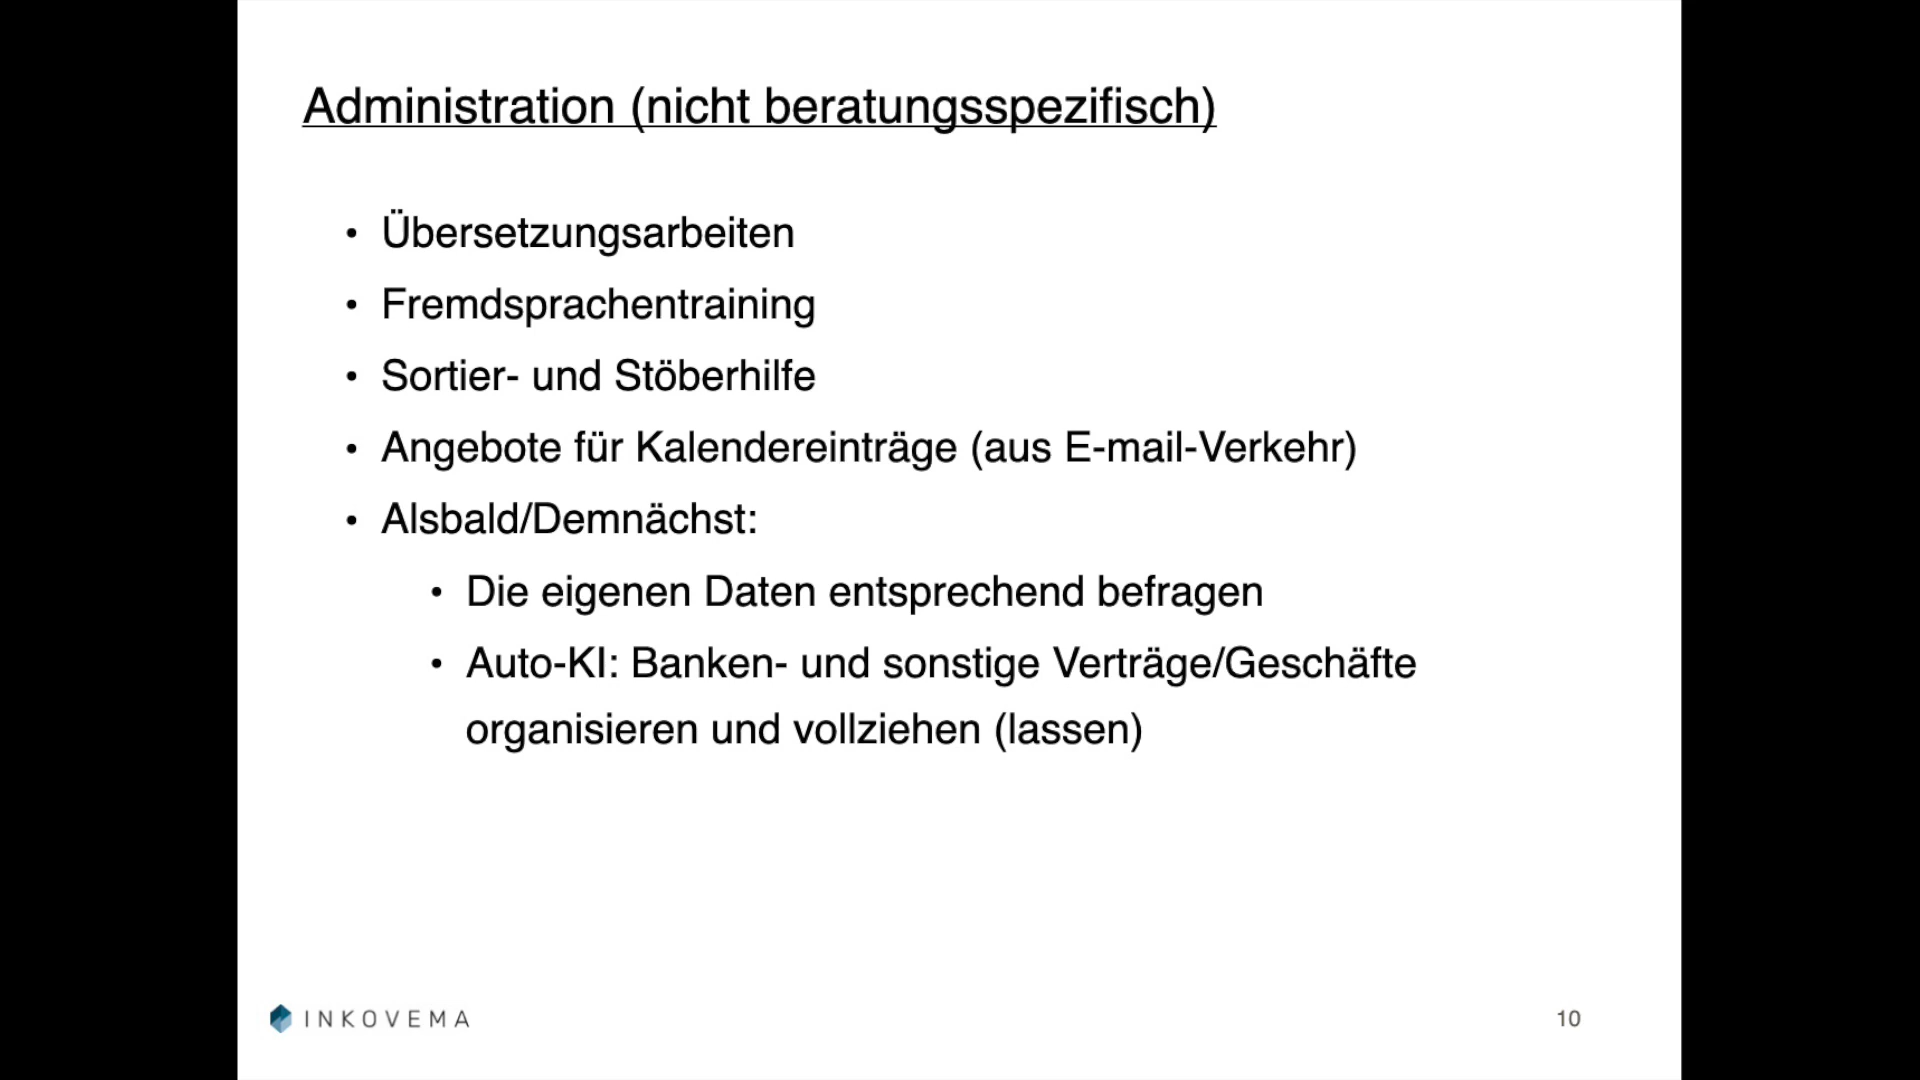 Administration (nicht beratungsspezifisch)
• Übersetzungsarbeiten
• Fremdsprachentraining
• Sortier- und Stöberhilfe
• Angebote für Kalendereinträge (aus E-mail-Verkehr)
• Alsbald/Demnächst:
• Die eigenen Daten entsprechend befragen
• Auto-KI: Banken- und sonstige Verträge/Geschäfte
organisieren und vollziehen (lassen)
INKOVEMA
10